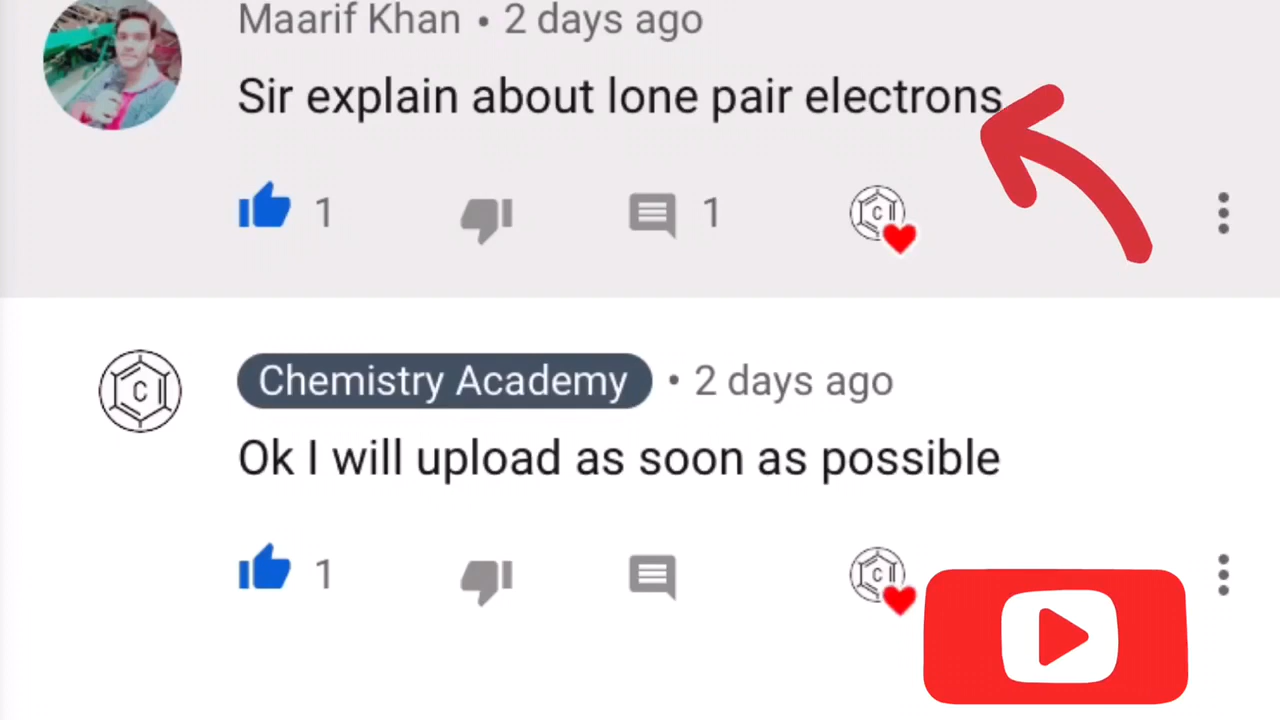 Maarif Khan • 2 days ago
Sir explain about lone pair electrons
1
1
C
Chemistry Academy • 2 days ago
C
Ok I will upload as soon as possible
1
C